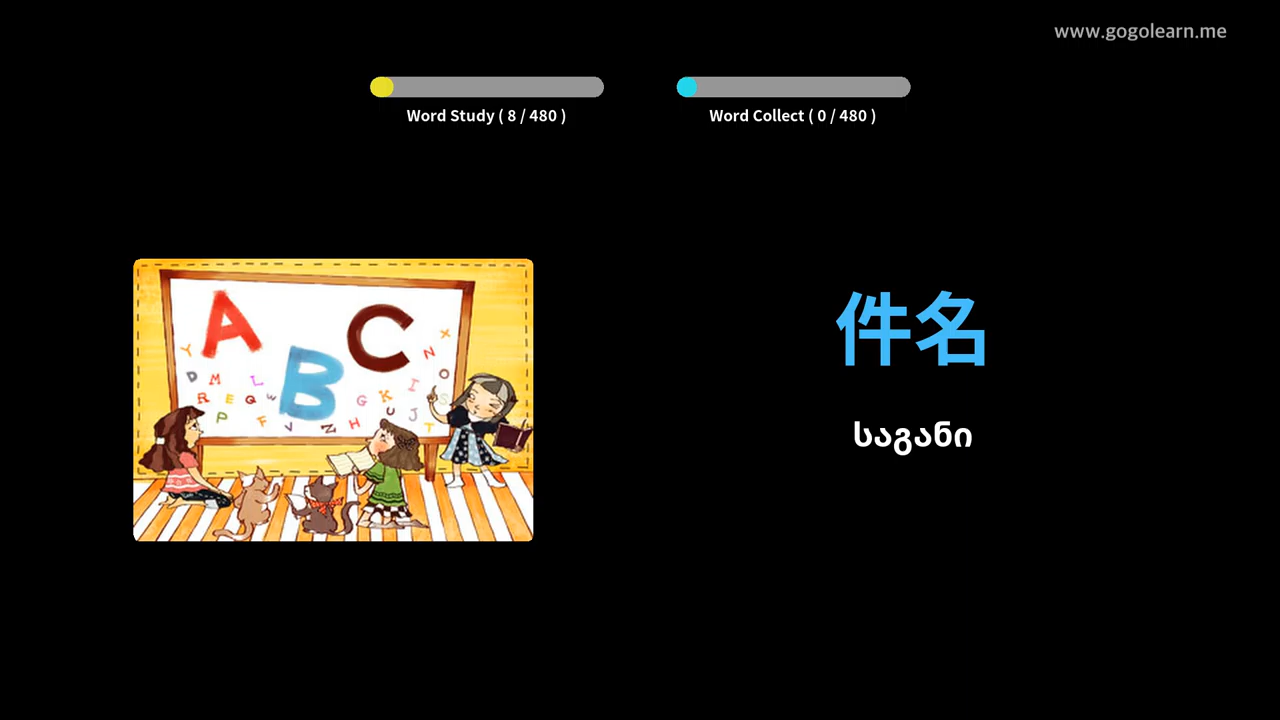 www.gogolearn.me
Word Study ( 8 / 480 )
Word Collect ( 0 / 480 )
A B C
X
Y N
D M L O
R E Q W G K I S
P F V Z H U J T
件名
საგანი